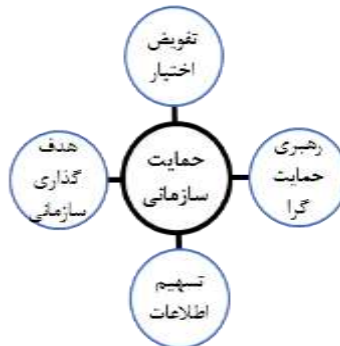 تفویض
اختیار
رهبری
حمایت
گرا
حمایت
سازمانی
هدف
گذاری
سازمانی
تسهیم
اطلاعات